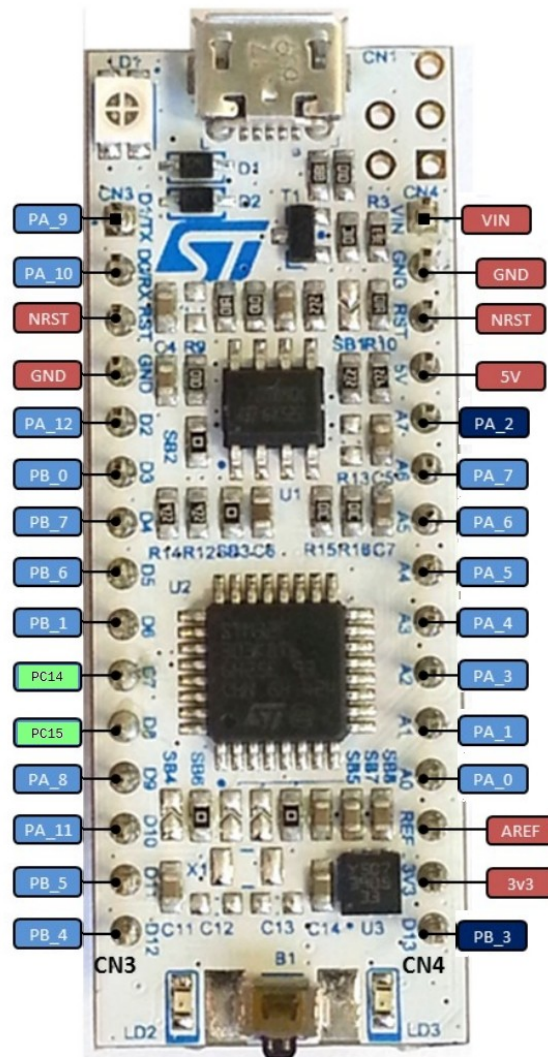 LD1
CN1
D1
D2
T1
R3
CN3
CN4
PA_9
D1/TX
VIN
VIN
PA_10
D0/RX
GND
GND
NRST
RST
RST
NRST
C4 R9
SB1 R10
GND
GND
5V
5V
PA_12
D2
A7
PA_2
SB2
U1
R13 C5
PB_0
D3
A6
PA_7
PB_7
D4
A5
PA_6
R14 R12 SB3 C6
R15 R16 C7
PB_6
D5
A4
PA_5
U2
PB_1
D6
A3
PA_4
PC14
D7
A2
PA_3
PC15
D8
A1
PA_1
PA_8
D9
SB4 SB6
SB5 SB7 SB8
A0
PA_0
PA_11
D10
REF
AREF
X1
PB_5
D11
3V3
3v3
PB_4
D12
C11 C12 C13 C14 U3
D13
PB_3
CN3
CN4
B1
LD2
LD3